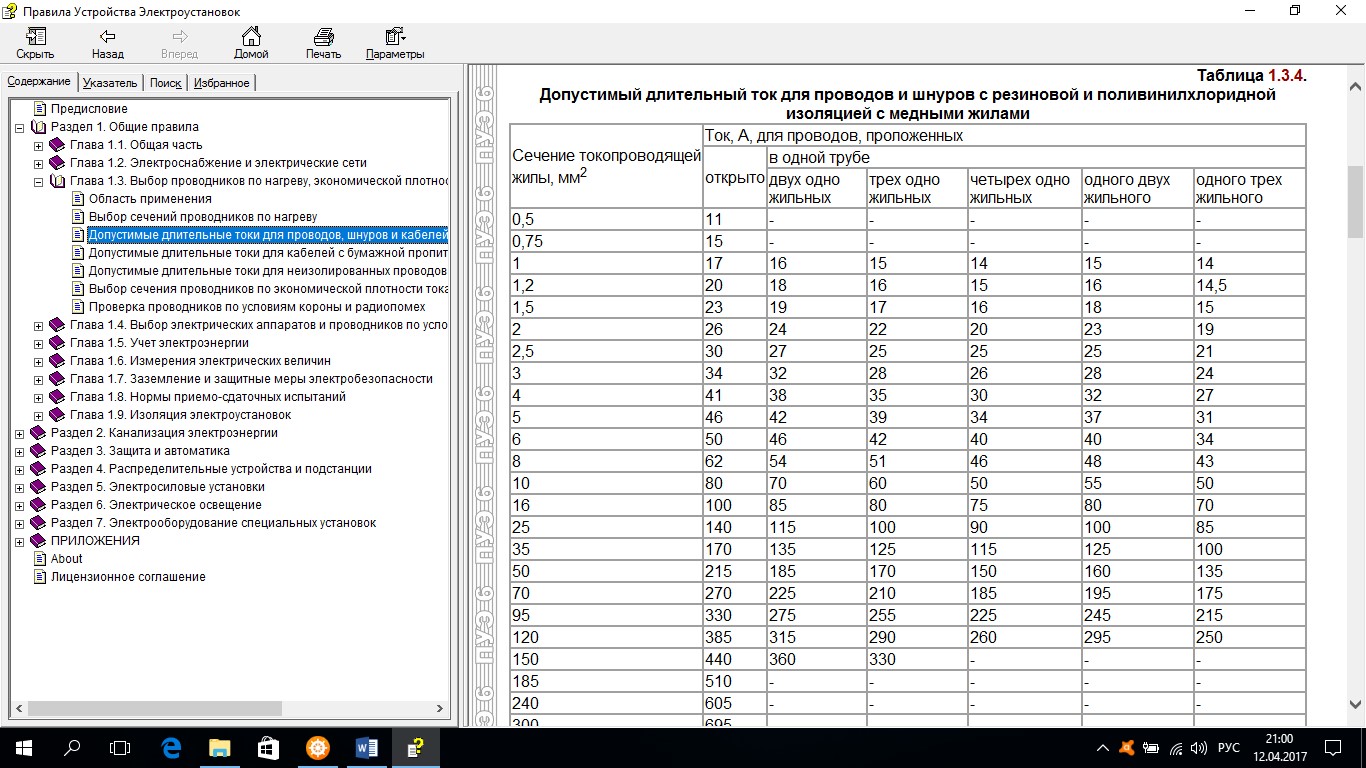 Правила Устройства Электроустановок
Скрыть Назад Вперед Домой Печать Параметры
Содержание Указатель Поиск Избранное
Предисловие
Раздел 1. Общие правила
Глава 1.1. Общая часть
Глава 1.2. Электроснабжение и электрические сети
Глава 1.3. Выбор проводников по нагреву, экономической плотнос
Область применения
Выбор сечений проводников по нагреву
Допустимые длительные токи для проводов, шнуров и кабелей
Допустимые длительные токи для кабелей с бумажной пропит
Допустимые длительные токи для неизолированных проводов
Выбор сечения проводников по экономической плотности тока
Проверка проводников по условиям короны и радиопомех
Глава 1.4. Выбор электрических аппаратов и проводников по усло
Глава 1.5. Учет электроэнергии
Глава 1.6. Измерения электрических величин
Глава 1.7. Заземление и защитные меры электробезопасности
Глава 1.8. Нормы приемо-сдаточных испытаний
Глава 1.9. Изоляция электроустановок
Раздел 2. Канализация электроэнергии
Раздел 3. Защита и автоматика
Раздел 4. Распределительные устройства и подстанции
Раздел 5. Электросиловые установки
Раздел 6. Электрическое освещение
Раздел 7. Электрооборудование специальных установок
ПРИЛОЖЕНИЯ
About
Лицензионное соглашение
ПУЭ 6
ПУЭ 6
ПУЭ 6
ПУЭ 6
ПУЭ 6
ПУЭ 6
Таблица 1.3.4.
Допустимый длительный ток для проводов и шнуров с резиновой и поливинилхлоридной
изоляцией с медными жилами
Сечение токопроводящей
жилы, мм2
Ток, А, для проводов, проложенных
открыто
в одной трубе
двух одно жильных
трех одно жильных
четырех одно жильных
одного двух жильного
одного трех жильного
0,5 11 - - - - -
0,75 15 - - - - -
1 17 16 15 14 15 14
1,2 20 18 16 15 16 14,5
1,5 23 19 17 16 18 15
2 26 24 22 20 23 19
2,5 30 27 25 25 25 21
3 34 32 28 26 28 24
4 41 38 35 30 32 27
5 46 42 39 34 37 31
6 50 46 42 40 40 34
8 62 54 51 46 48 43
10 80 70 60 50 55 50
16 100 85 80 75 80 70
25 140 115 100 90 100 85
35 170 135 125 115 125 100
50 215 185 170 150 160 135
70 270 225 210 185 195 175
95 330 275 255 225 245 215
120 385 315 290 260 295 250
150 440 360 330 - - -
185 510 - - - - -
240 605 - - - - -
300 695
РУС
21:00
12.04.2017